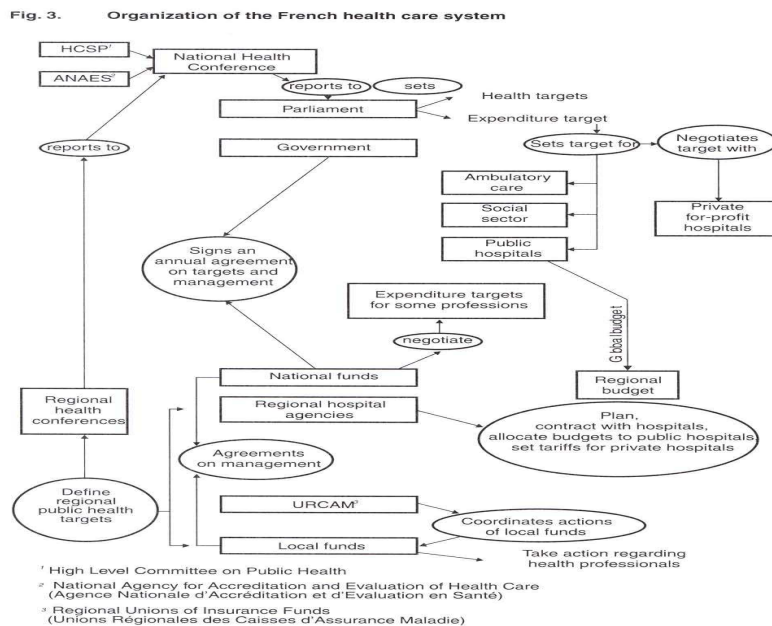 Fig. 3. Organization of the French health care system
HCSP¹
ANAES²
National Health
Conference
reports to
sets
Parliament
Health targets
Expenditure target
reports to
Government
Sets target for
Negotiates
target with
Ambulatory
care
Social
sector
Public
hospitals
Private
for-profit
hospitals
Signs an
annual agreement
on targets and
management
Expenditure targets
for some professions
negotiate
Global budget
National funds
Regional
budget
Regional
health
conferences
Regional hospital
agencies
Plan,
contract with hospitals,
allocate budgets to public hospitals
set tariffs for private hospitals
Agreements
on management
Define
regional
public health
targets
URCAM³
Coordinates actions
of local funds
Local funds
Take action regarding
health professionals
¹ High Level Committee on Public Health
² National Agency for Accreditation and Evaluation of Health Care
(Agence Nationale d'Accréditation et d'Evaluation en Santé)
³ Regional Unions of Insurance Funds
(Unions Régionales des Caisses d'Assurance Maladie)